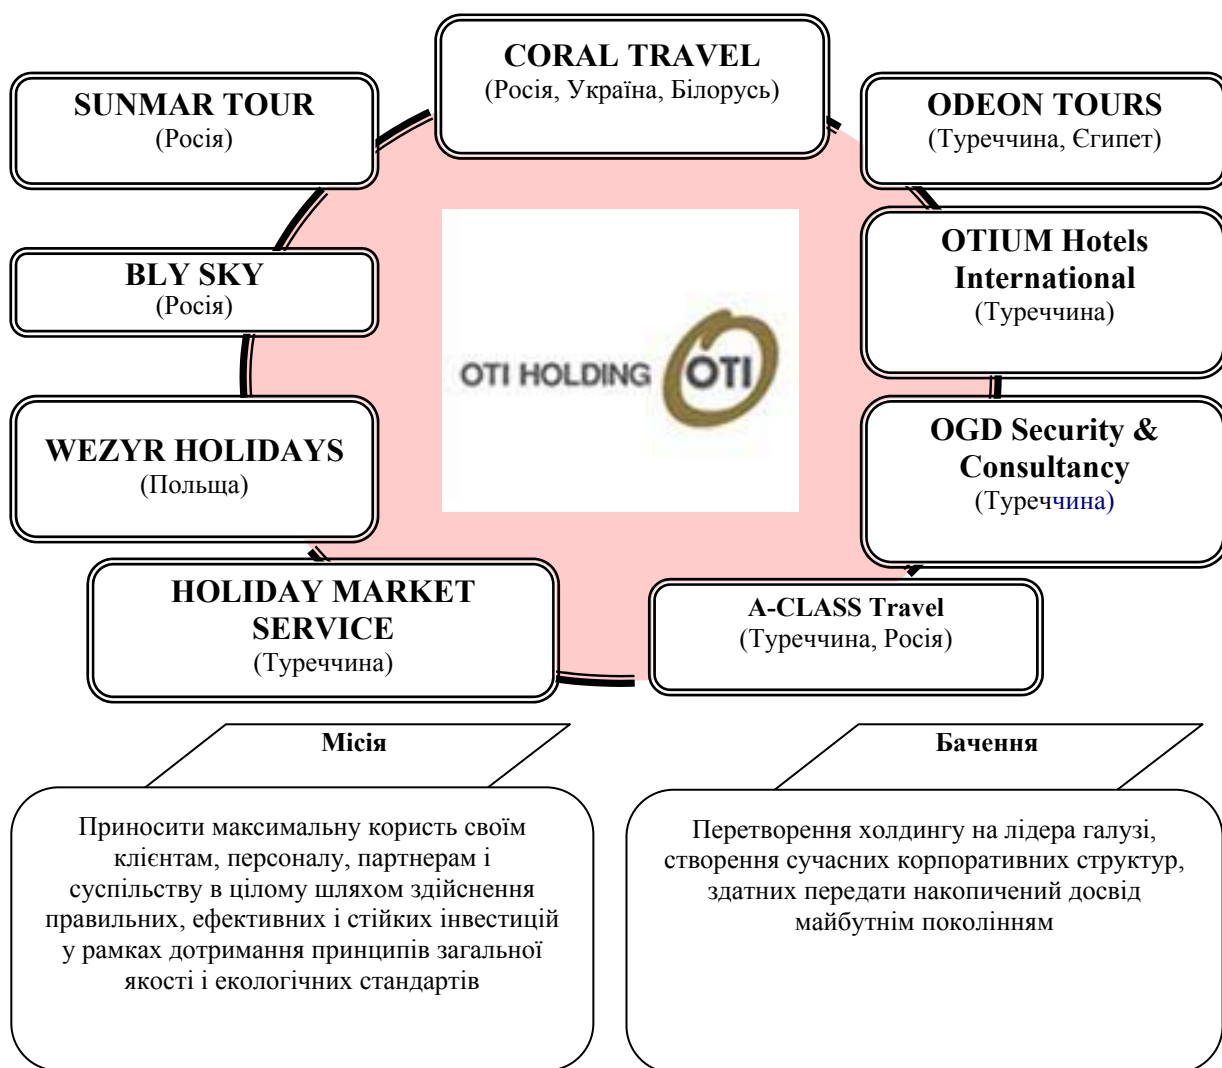 CORAL TRAVEL
(Росія, Україна, Білорусь)
SUNMAR TOUR
(Росія)
ODEON TOURS
(Туреччина, Єгипет)
BLY SKY
(Росія)
OTIUM Hotels
International
(Туреччина)
OTI HOLDING
OTI
WEZYR HOLIDAYS
(Польща)
OGD Security &
Consultancy
(Туреччина)
HOLIDAY MARKET
SERVICE
(Туреччина)
A-CLASS Travel
(Туреччина, Росія)
Місія
Приносити максимальну користь своїм
клієнтам, персоналу, партнерам і
суспільству в цілому шляхом здійснення
правильних, ефективних і стійких інвестицій
у рамках дотримання принципів загальної
якості і екологічних стандартів
Бачення
Перетворення холдингу на лідера галузі,
створення сучасних корпоративних структур,
здатних передати накопичений досвід
майбутнім поколінням